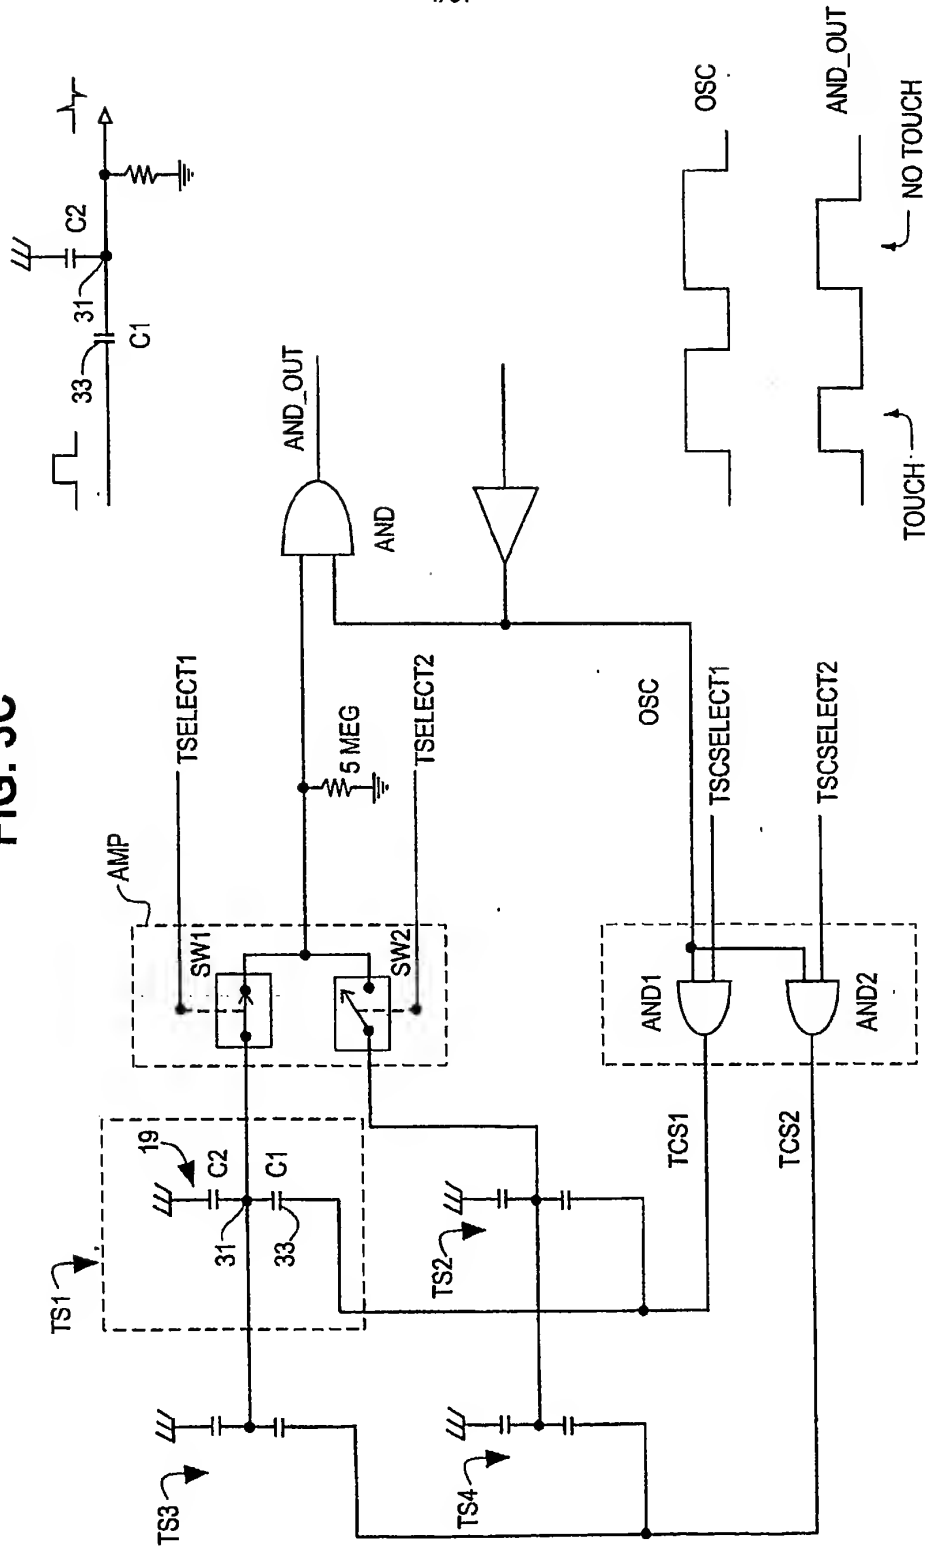 FIG. 3C
31
33
C2
C1
OSC
AND_OUT
TOUCH
NO TOUCH
AND_OUT
AND
TSELECT1
AMP
SW1
SW2
5 MEG
TSELECT2
OSC
TSCSELECT1
TSCSELECT2
AND1
AND2
TCS1
TCS2
TS1
19
C2
31
C1
33
TS2
TS3
TS4